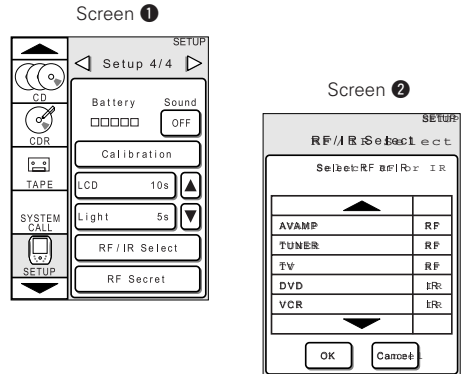 Screen ❶
SETUP
Setup 4/4
CD
Battery Sound
OFF
CDR
Calibration
TAPE
LCD 10s
SYSTEM
CALL
Light 5s
RF/IR Select
SETUP
RF Secret
Screen ❷
SETUP
RF/IR Select
Select RF or IR
AVAMP RF
TUNER RF
TV RF
DVD IR
VCR IR
OK Cancel